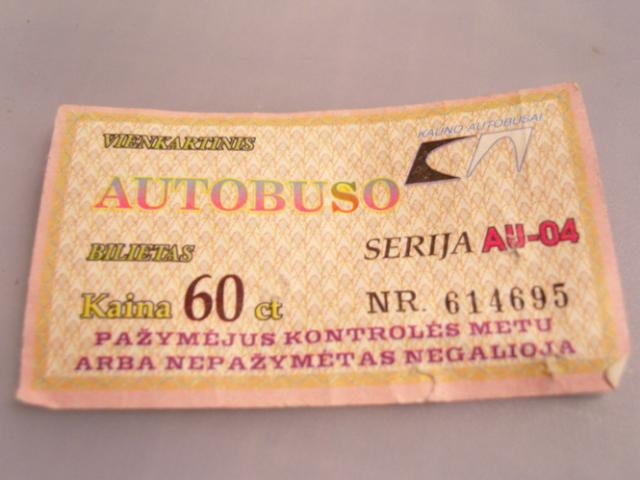 VIENKARTINIS
KAUNO AUTOBUSAI
AUTOBUSO
BILIETAS
SERIJA AU-04
Kaina 60 ct
NR. 614695
PAŽYMĖJUS KONTROLĖS METU
ARBA NEPAŽYMĖTAS NEGALIOJA